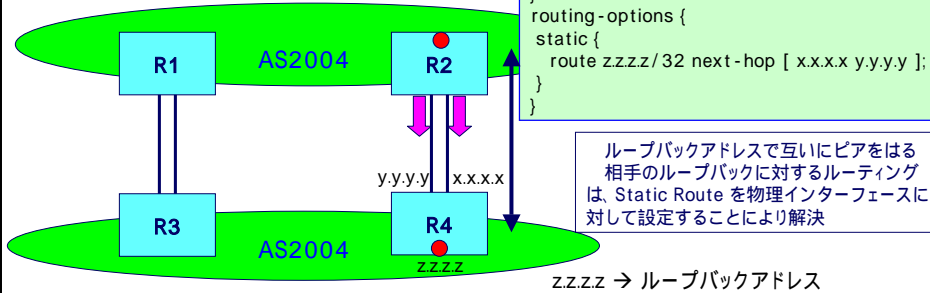 }
routing-options {
static {
route z.z.z.z/32 next-hop [ x.x.x.x y.y.y.y ];
}
}
R1
AS2004
R2
ループバックアドレスで互いにピアをはる
相手のループバックに対するルーティング
は、Static Route を物理インターフェースに
対して設定することにより解決
y.y.y.y
x.x.x.x
R3
AS2004
R4
z.z.z.z
z.z.z.z → ループバックアドレス